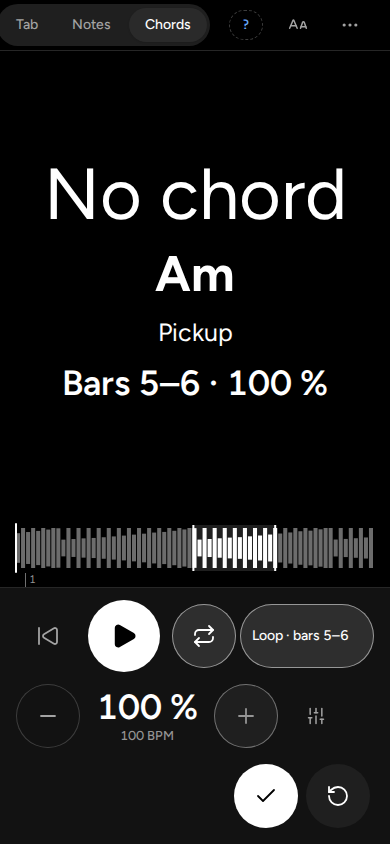 Tab Notes Chords ? AA
No chord
Am
Pickup
Bars 5–6 · 100 %
1
Loop · bars 5–6
100 %
100 BPM